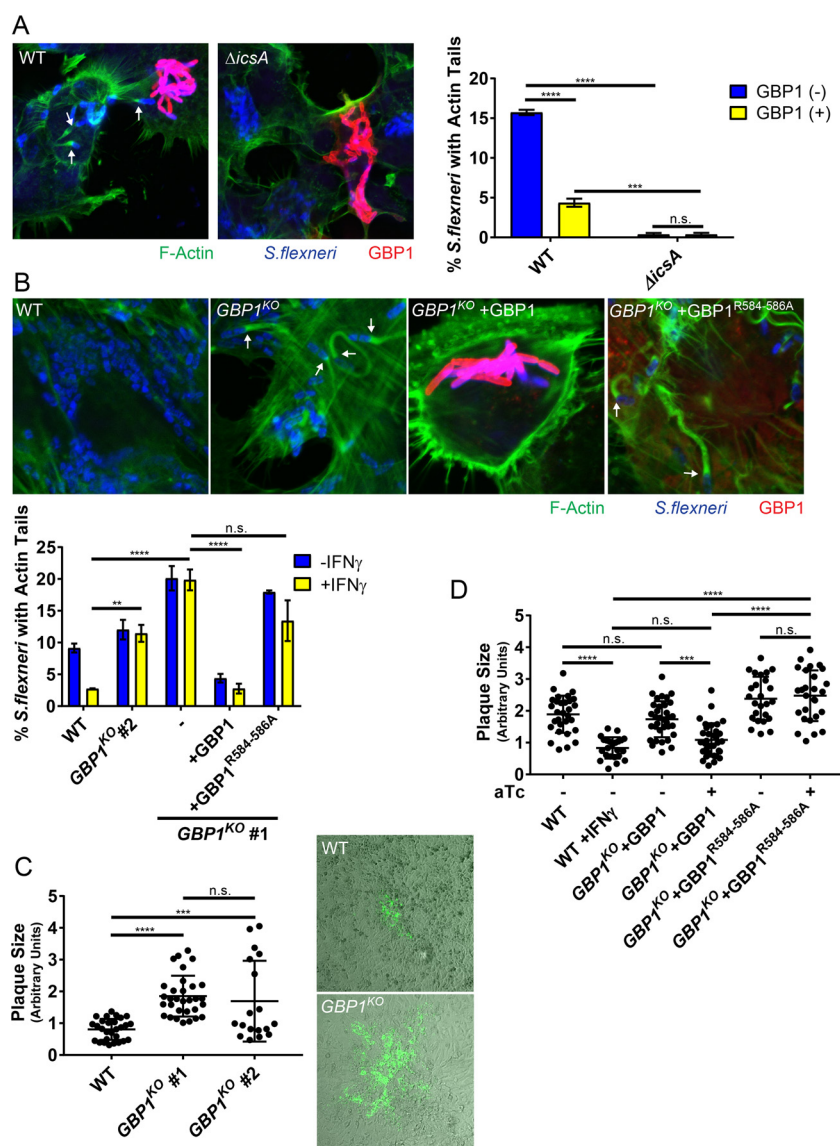 A
WT
ΔicsA
F-Actin
S.flexneri
GBP1
% S.flexneri with Actin Tails
20
15
10
5
0
****
****
***
n.s.
WT
ΔicsA
GBP1 (-)
GBP1 (+)
B
WT
GBP1KO
GBP1KO +GBP1
GBP1KO +GBP1R584-586A
F-Actin
S.flexneri
GBP1
% S.flexneri with Actin Tails
25
20
15
10
5
0
n.s.
****
****
**
-IFNγ
+IFNγ
WT
GBP1KO #2
-
+GBP1
+GBP1R584-586A
GBP1KO #1
C
Plaque Size
(Arbitrary Units)
5
4
3
2
1
0
n.s.
***
****
WT
GBP1KO #1
GBP1KO #2
WT
GBP1KO
D
Plaque Size
(Arbitrary Units)
5
4
3
2
1
0
****
n.s.
****
n.s.
n.s.
****
***
aTc - - - + - +
WT
WT +IFNγ
GBP1KO +GBP1
GBP1KO +GBP1
GBP1KO +GBP1R584-586A
GBP1KO +GBP1R584-586A